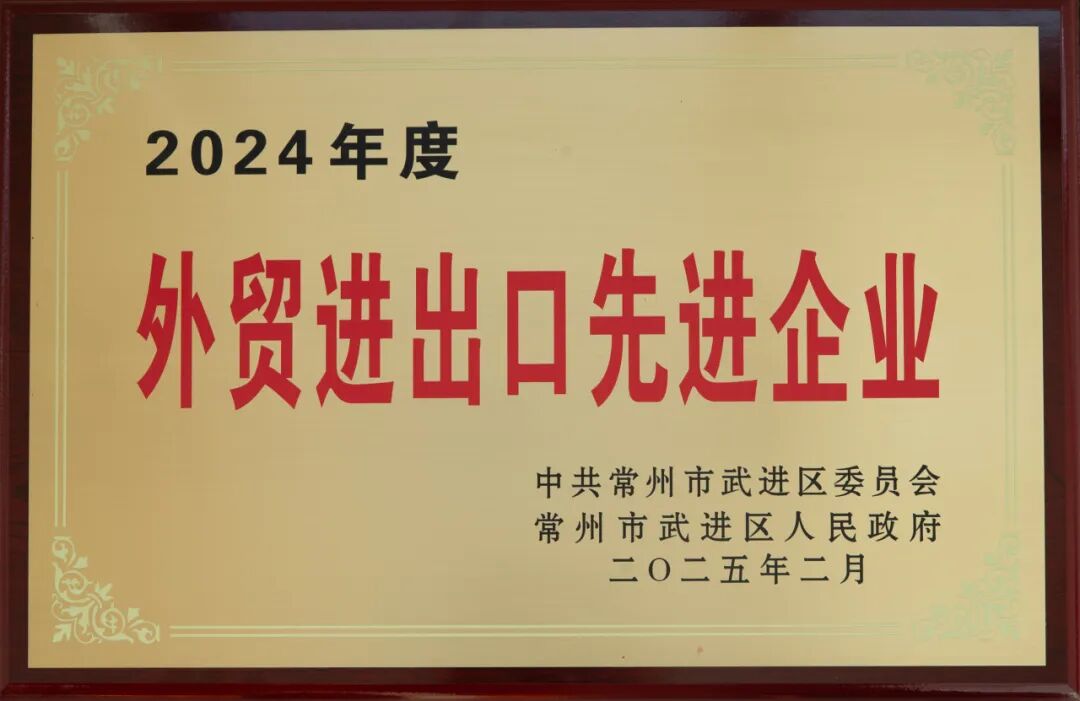 2024年度
外贸进出口先进企业
中共常州市武进区委员会
常州市武进区人民政府
二〇二五年二月